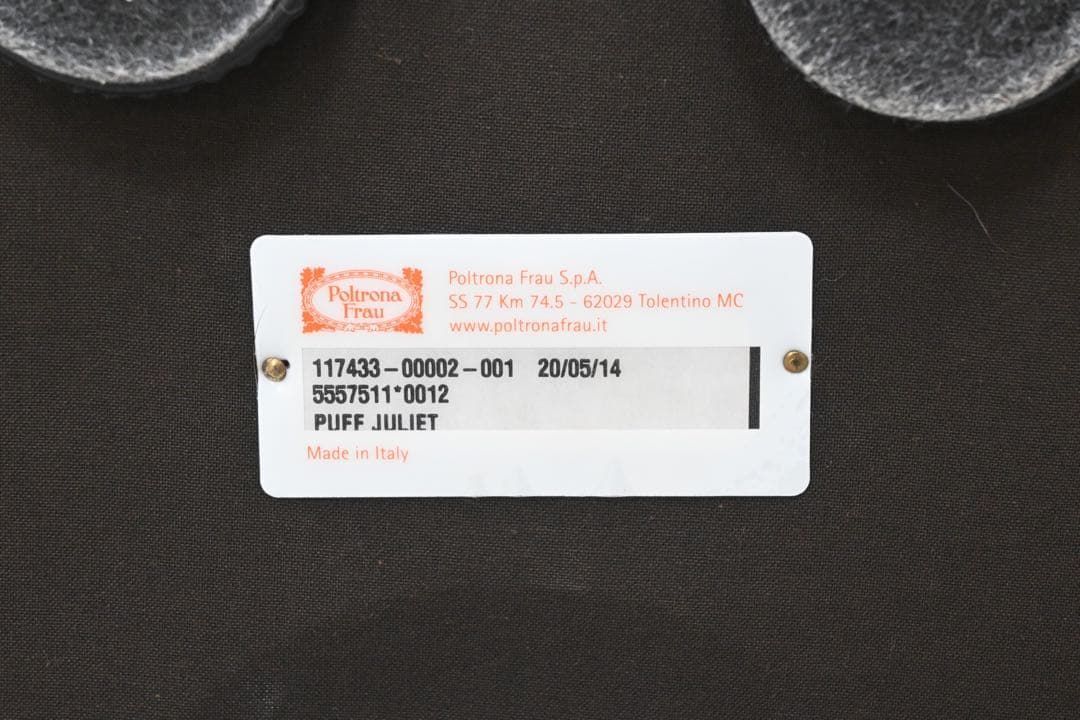 Poltrona
Frau
Poltrona Frau S.p.A.
SS 77 Km 74.5 - 62029 Tolentino MC
www.poltronafrau.it
117433-00002-001 20/05/14
5557511*0012
PUFF JULIET
Made in Italy